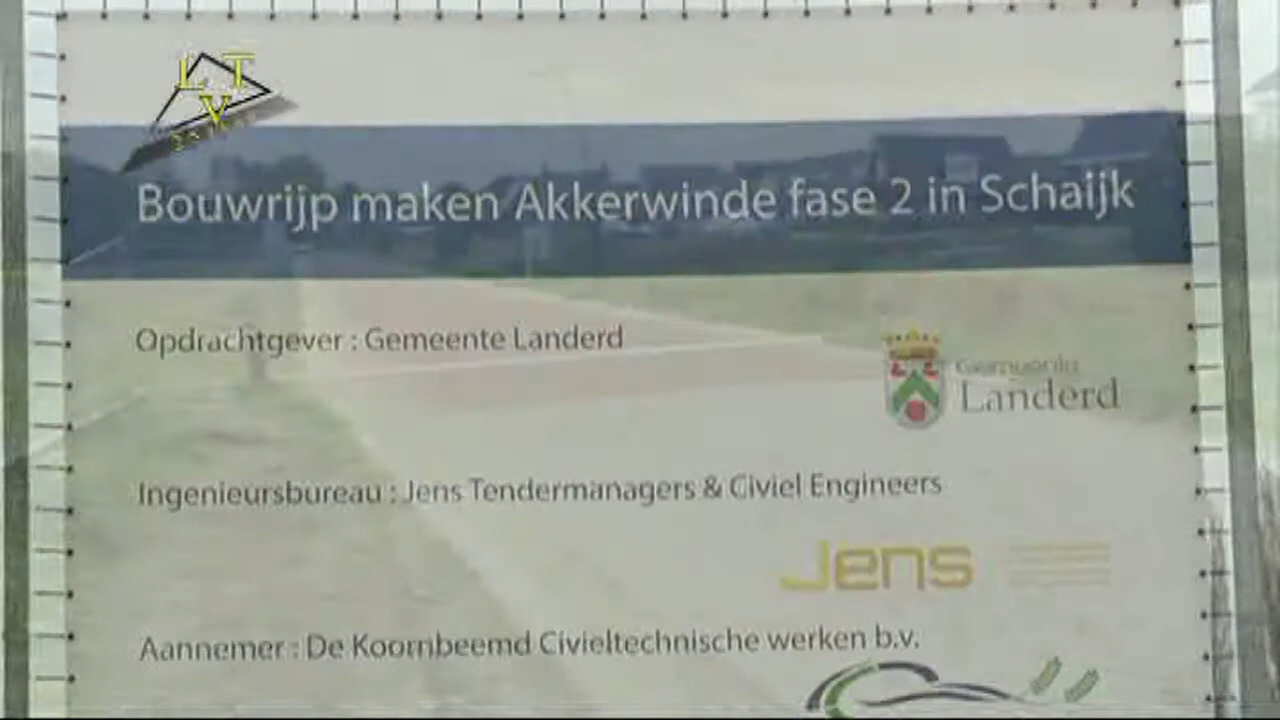 LTV
Bouwrijp maken Akkerwinde fase 2 in Schaijk
Opdrachtgever : Gemeente Landerd
Gemeente
Landerd
Ingenieursbureau : Jens Tendermanagers & Civiel Engineers
Jens
Aannemer : De Koornbeemd Civieltechnische werken b.v.